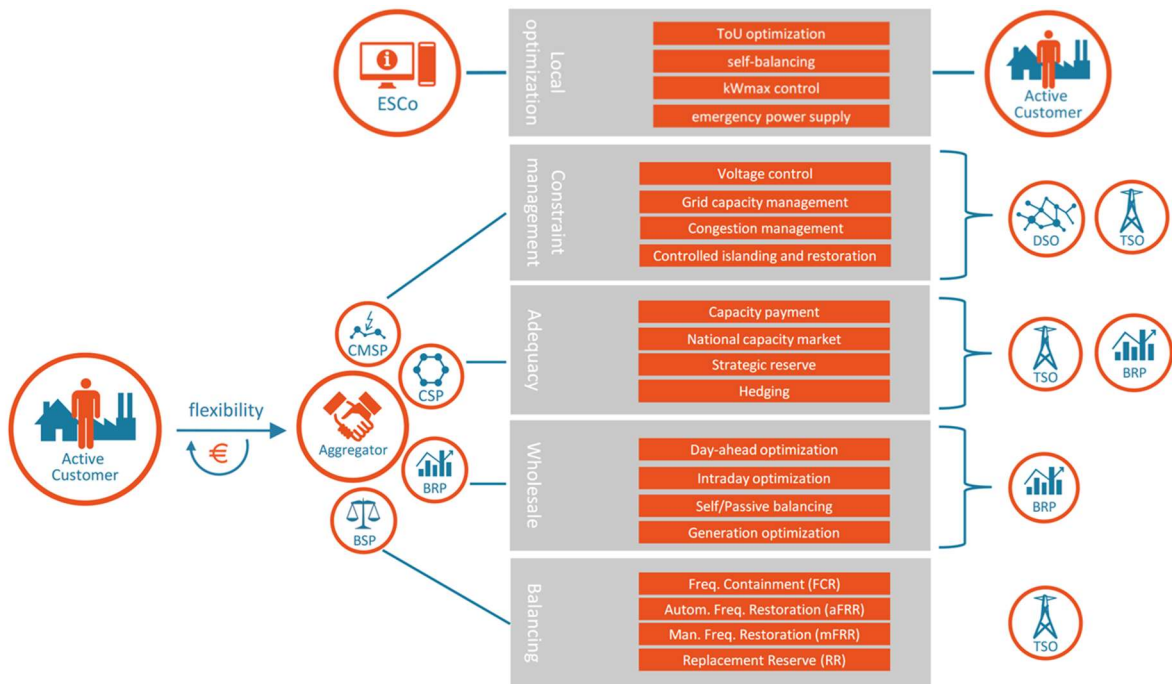 ESCo
Local
optimization
ToU optimization
self-balancing
kWmax control
emergency power supply
Active
Customer
Constraint
management
Voltage control
Grid capacity management
Congestion management
Controlled islanding and restoration
DSO
TSO
CMSP
CSP
Adequacy
Capacity payment
National capacity market
Strategic reserve
Hedging
TSO
BRP
Active
Customer
flexibility
€
Aggregator
BRP
BSP
Wholesale
Day-ahead optimization
Intraday optimization
Self/Passive balancing
Generation optimization
BRP
Balancing
Freq. Containment (FCR)
Autom. Freq. Restoration (aFRR)
Man. Freq. Restoration (mFRR)
Replacement Reserve (RR)
TSO